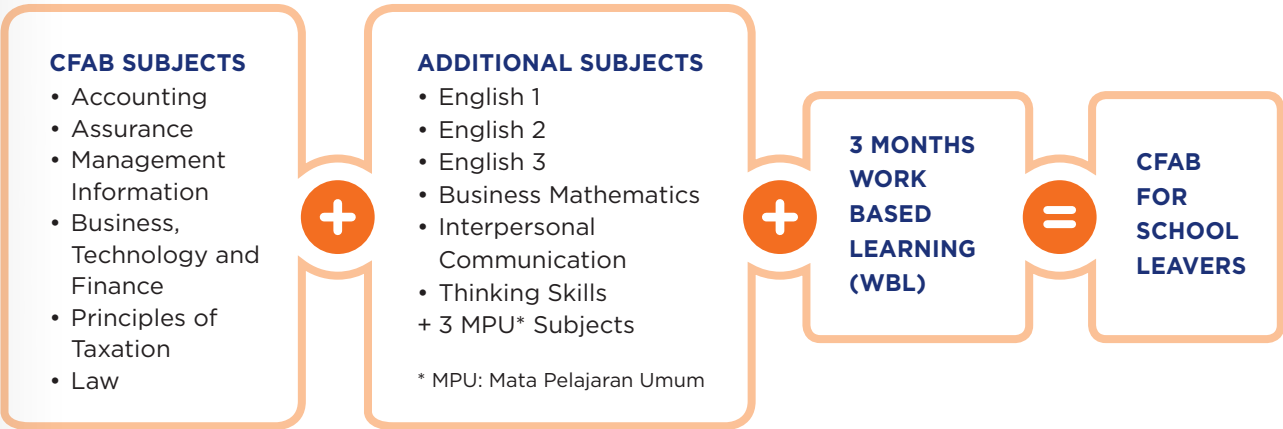 CFAB SUBJECTS
• Accounting
• Assurance
• Management
Information
• Business,
Technology and
Finance
• Principles of
Taxation
• Law
+
ADDITIONAL SUBJECTS
• English 1
• English 2
• English 3
• Business Mathematics
• Interpersonal
Communication
• Thinking Skills
+ 3 MPU* Subjects
* MPU: Mata Pelajaran Umum
+
3 MONTHS
WORK
BASED
LEARNING
(WBL)
=
CFAB
FOR
SCHOOL
LEAVERS